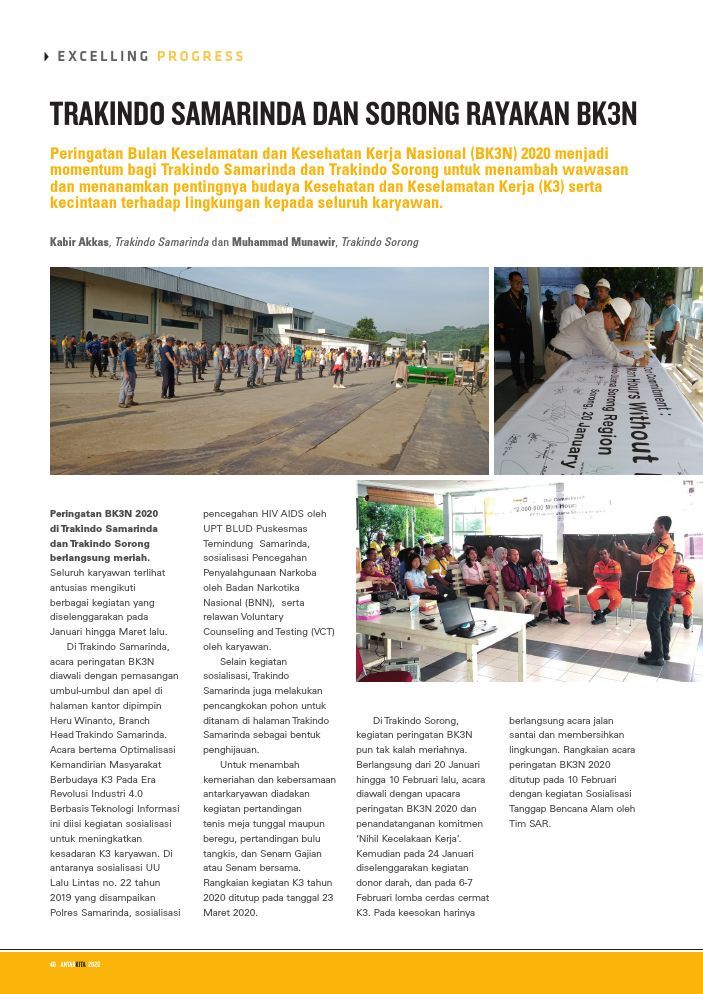 EXCELLING PROGRESS
TRAKINDO SAMARINDA DAN SORONG RAYAKAN BK3N
Peringatan Bulan Keselamatan dan Kesehatan Kerja Nasional (BK3N) 2020 menjadi
momentum bagi Trakindo Samarinda dan Trakindo Sorong untuk menambah wawasan
dan menanamkan pentingnya budaya Kesehatan dan Keselamatan Kerja (K3) serta
kecintaan terhadap lingkungan kepada seluruh karyawan.
Kabir Akkas, Trakindo Samarinda dan Muhammad Munawir, Trakindo Sorong
Our Commitment :
Man Hours Without
Sorong Region
Sorong, 20 January
Our Commitment
"2.000.000 Man Hours
Peringatan BK3N 2020
di Trakindo Samarinda
dan Trakindo Sorong
berlangsung meriah.
Seluruh karyawan terlihat
antusias mengikuti
berbagai kegiatan yang
diselenggarakan pada
Januari hingga Maret lalu.
Di Trakindo Samarinda,
acara peringatan BK3N
diawali dengan pemasangan
umbul-umbul dan apel di
halaman kantor dipimpin
Heru Winanto, Branch
Head Trakindo Samarinda.
Acara bertema Optimalisasi
Kemandirian Masyarakat
Berbudaya K3 Pada Era
Revolusi Industri 4.0
Berbasis Teknologi Informasi
ini diisi kegiatan sosialisasi
untuk meningkatkan
kesadaran K3 karyawan. Di
antaranya sosialisasi UU
Lalu Lintas no. 22 tahun
2019 yang disampaikan
Polres Samarinda, sosialisasi
pencegahan HIV AIDS oleh
UPT BLUD Puskesmas
Temindung Samarinda,
sosialisasi Pencegahan
Penyalahgunaan Narkoba
oleh Badan Narkotika
Nasional (BNN), serta
relawan Voluntary
Counseling and Testing (VCT)
oleh karyawan.
Selain kegiatan
sosialisasi, Trakindo
Samarinda juga melakukan
pencangkokan pohon untuk
ditanam di halaman Trakindo
Samarinda sebagai bentuk
penghijauan.
Untuk menambah
kemeriahan dan kebersamaan
antarkaryawan diadakan
kegiatan pertandingan
tenis meja tunggal maupun
beregu, pertandingan bulu
tangkis, dan Senam Gajian
atau Senam bersama.
Rangkaian kegiatan K3 tahun
2020 ditutup pada tanggal 23
Maret 2020.
Di Trakindo Sorong,
kegiatan peringatan BK3N
pun tak kalah meriahnya.
Berlangsung dari 20 Januari
hingga 10 Februari lalu, acara
diawali dengan upacara
peringatan BK3N 2020 dan
penandatanganan komitmen
‘Nihil Kecelakaan Kerja’.
Kemudian pada 24 Januari
diselenggarakan kegiatan
donor darah, dan pada 6-7
Februari lomba cerdas cermat
K3. Pada keesokan harinya
berlangsung acara jalan
santai dan membersihkan
lingkungan. Rangkaian acara
peringatan BK3N 2020
ditutup pada 10 Februari
dengan kegiatan Sosialisasi
Tanggap Bencana Alam oleh
Tim SAR.
40 ANTARKITA 2020